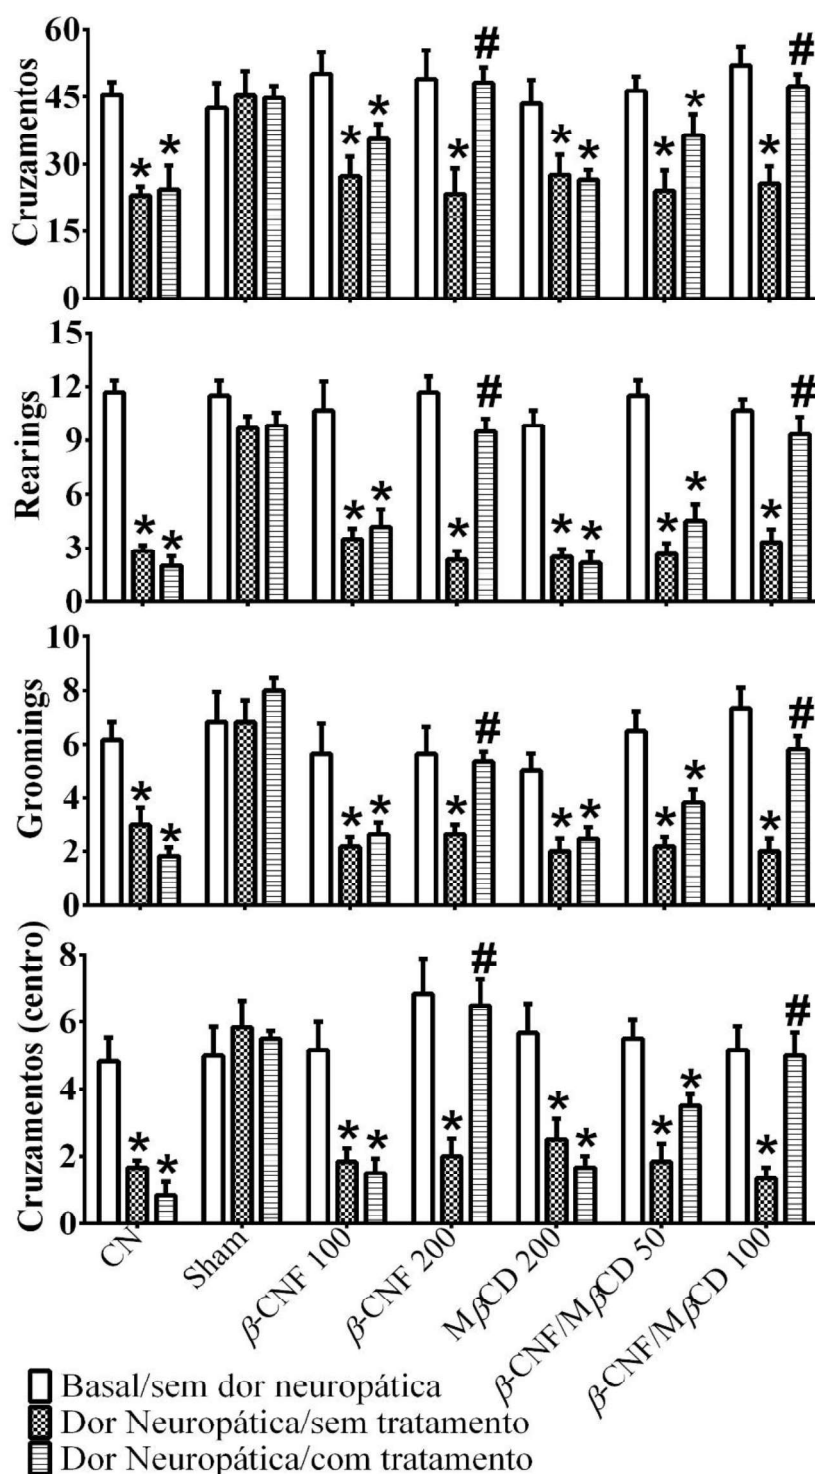 Cruzamentos
60
45
30
15
0
* * * * # * * * * * * #
Rearings
15
12
9
6
3
0
* * * * * # * * * * * #
Groomings
10
8
6
4
2
0
* * * * * # * * * * * #
Cruzamentos (centro)
8
6
4
2
0
* * * * * # * * * * * #
CN
Sham
β-CNF 100
β-CNF 200
MβCD 200
β-CNF/MβCD 50
β-CNF/MβCD 100
Basal/sem dor neuropática
Dor Neuropática/sem tratamento
Dor Neuropática/com tratamento